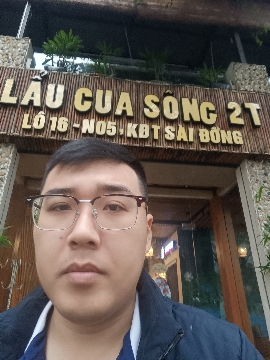 LẨU CUA SÔNG 2T
LÔ 16 - N05 . KĐT SÀI ĐỒNG